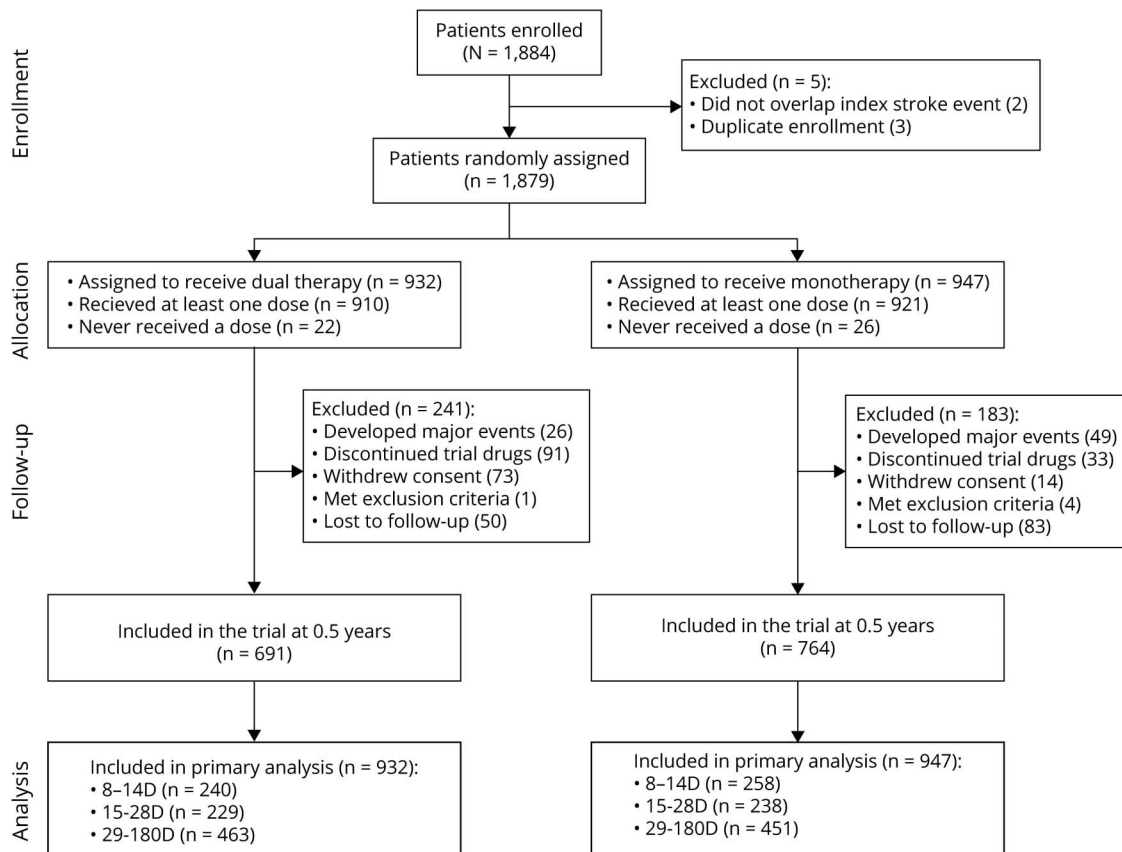 Enrollment
Patients enrolled
(N = 1,884)
Excluded (n = 5):
• Did not overlap index stroke event (2)
• Duplicate enrollment (3)
Patients randomly assigned
(n = 1,879)
Allocation
• Assigned to receive dual therapy (n = 932)
• Recieved at least one dose (n = 910)
• Never received a dose (n = 22)
• Assigned to receive monotherapy (n = 947)
• Recieved at least one dose (n = 921)
• Never received a dose (n = 26)
Follow-up
Excluded (n = 241):
• Developed major events (26)
• Discontinued trial drugs (91)
• Withdrew consent (73)
• Met exclusion criteria (1)
• Lost to follow-up (50)
Excluded (n = 183):
• Developed major events (49)
• Discontinued trial drugs (33)
• Withdrew consent (14)
• Met exclusion criteria (4)
• Lost to follow-up (83)
Included in the trial at 0.5 years
(n = 691)
Included in the trial at 0.5 years
(n = 764)
Analysis
Included in primary analysis (n = 932):
• 8–14D (n = 240)
• 15-28D (n = 229)
• 29-180D (n = 463)
Included in primary analysis (n = 947):
• 8–14D (n = 258)
• 15-28D (n = 238)
• 29-180D (n = 451)